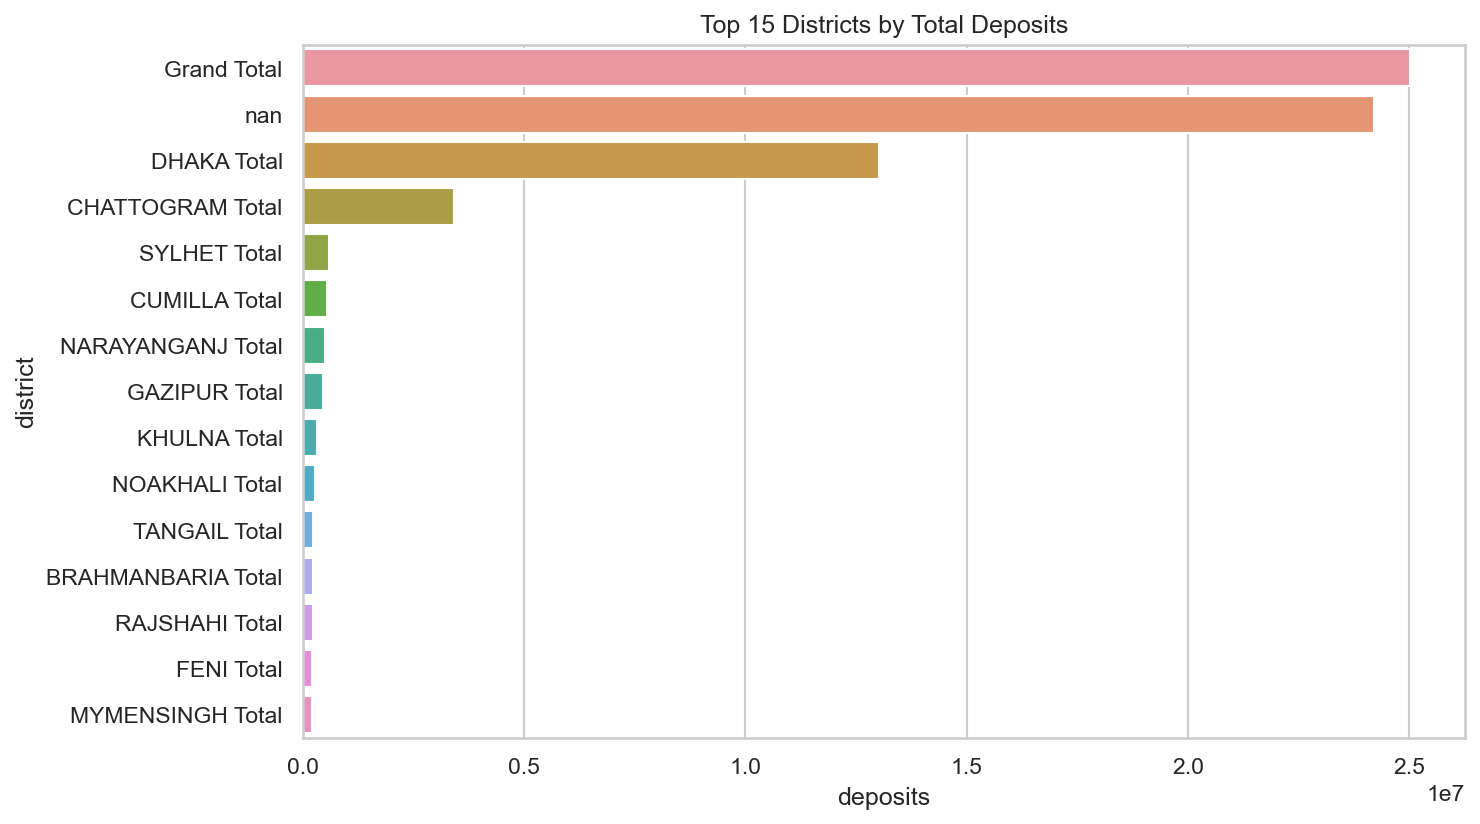 Top 15 Districts by Total Deposits
Grand Total
nan
DHAKA Total
CHATTOGRAM Total
SYLHET Total
CUMILLA Total
NARAYANGANJ Total
GAZIPUR Total
KHULNA Total
NOAKHALI Total
TANGAIL Total
BRAHMANBARIA Total
RAJSHAHI Total
FENI Total
MYMENSINGH Total
district
0.0 0.5 1.0 1.5 2.0 2.5
1e7
deposits